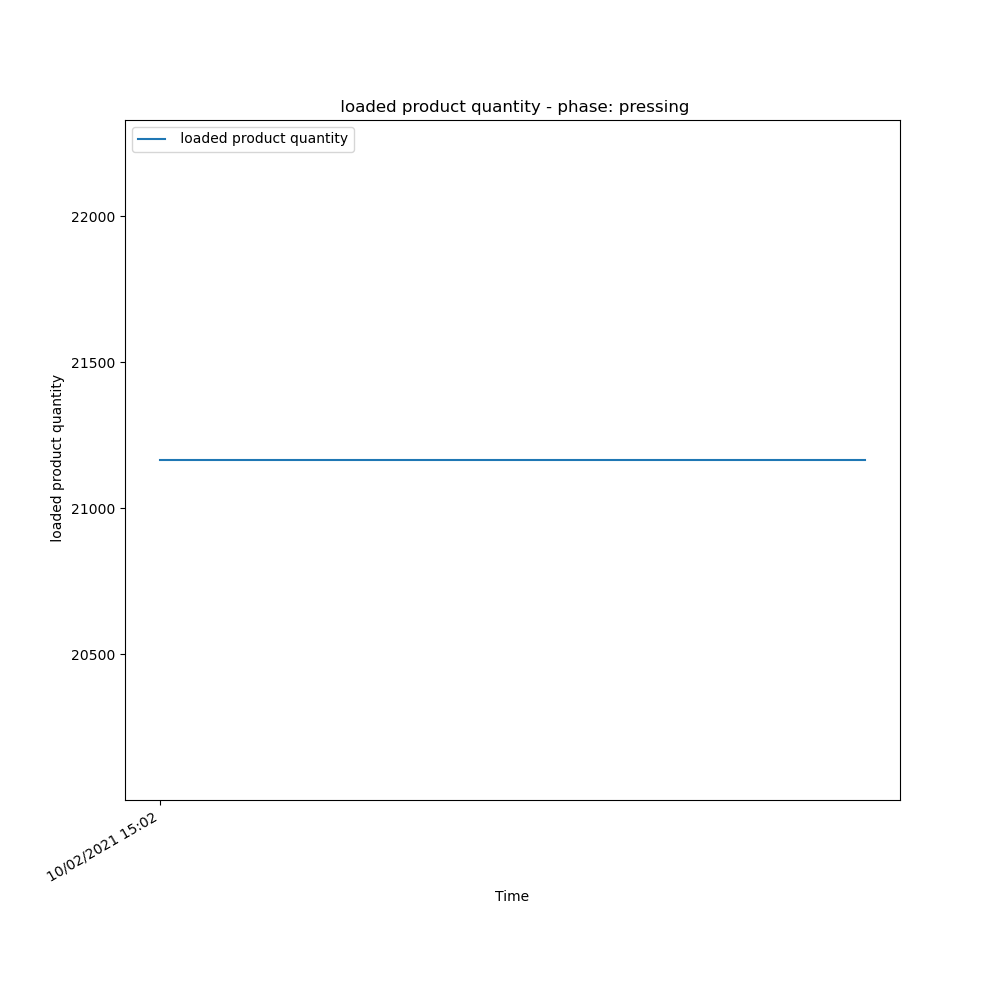 loaded product quantity - phase: pressing
loaded product quantity
22000
21500
21000
20500
loaded product quantity
10/02/2021 15:02
Time